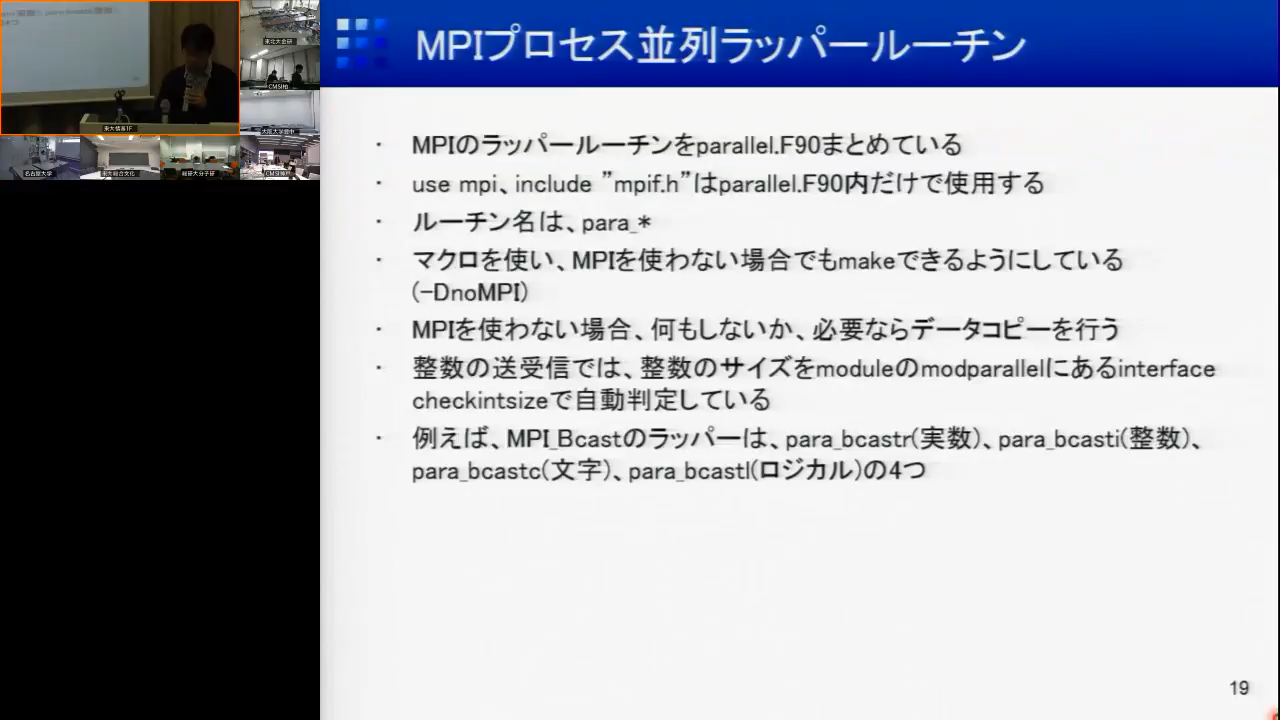 MPIプロセス並列ラッパールーチン
・ MPIのラッパールーチンをparallel.F90まとめている
・ use mpi、include ”mpif.h”はparallel.F90内だけで使用する
・ ルーチン名は、para_*
・ マクロを使い、MPIを使わない場合でもmakeできるようにしている
(-DnoMPI)
・ MPIを使わない場合、何もしないか、必要ならデータコピーを行う
・ 整数の送受信では、整数のサイズをmoduleのmodparallelにあるinterface
checkintsizeで自動判定している
・ 例えば、MPI_Bcastのラッパーは、para_bcastr(実数)、para_bcasti(整数)、
para_bcastc(文字)、para_bcastl(ロジカル)の4つ
19
名古屋大学